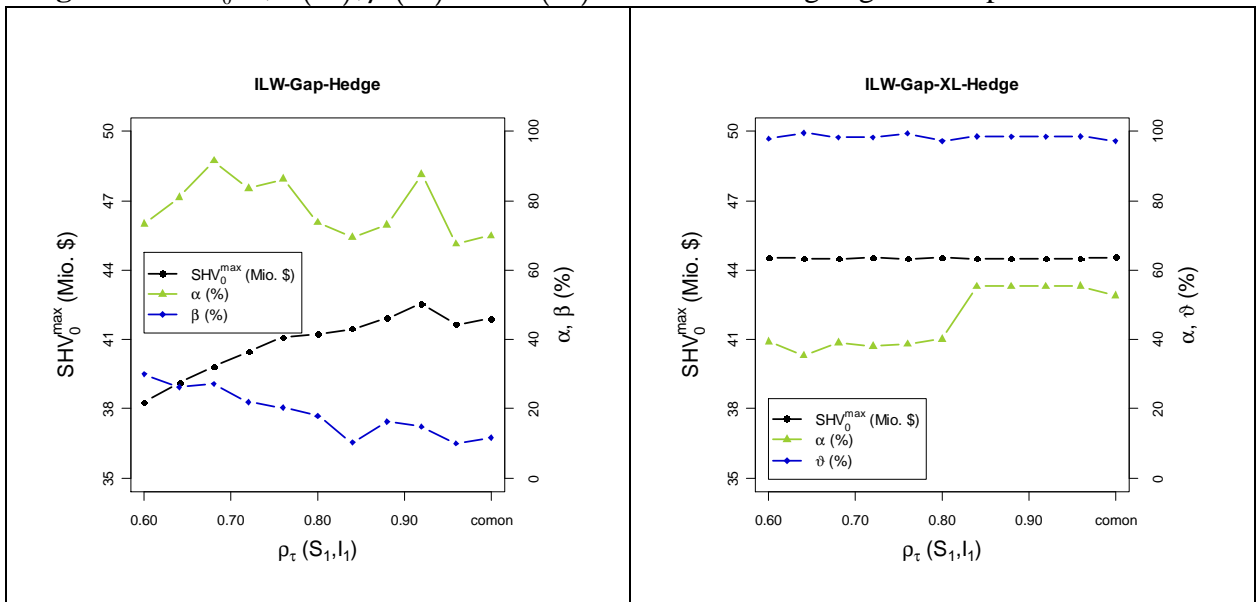 ILW-Gap-Hedge
50
47
44
41
38
35
SHV₀ᵐᵃˣ (Mio. $)
SHV₀ᵐᵃˣ (Mio. $)
α (%)
β (%)
100
80
60
40
20
0
α, β (%)
0.60 0.70 0.80 0.90 comon
ρτ (S₁,I₁)
ILW-Gap-XL-Hedge
50
47
44
41
38
35
SHV₀ᵐᵃˣ (Mio. $)
SHV₀ᵐᵃˣ (Mio. $)
α (%)
ϑ (%)
100
80
60
40
20
0
α, ϑ (%)
0.60 0.70 0.80 0.90 comon
ρτ (S₁,I₁)